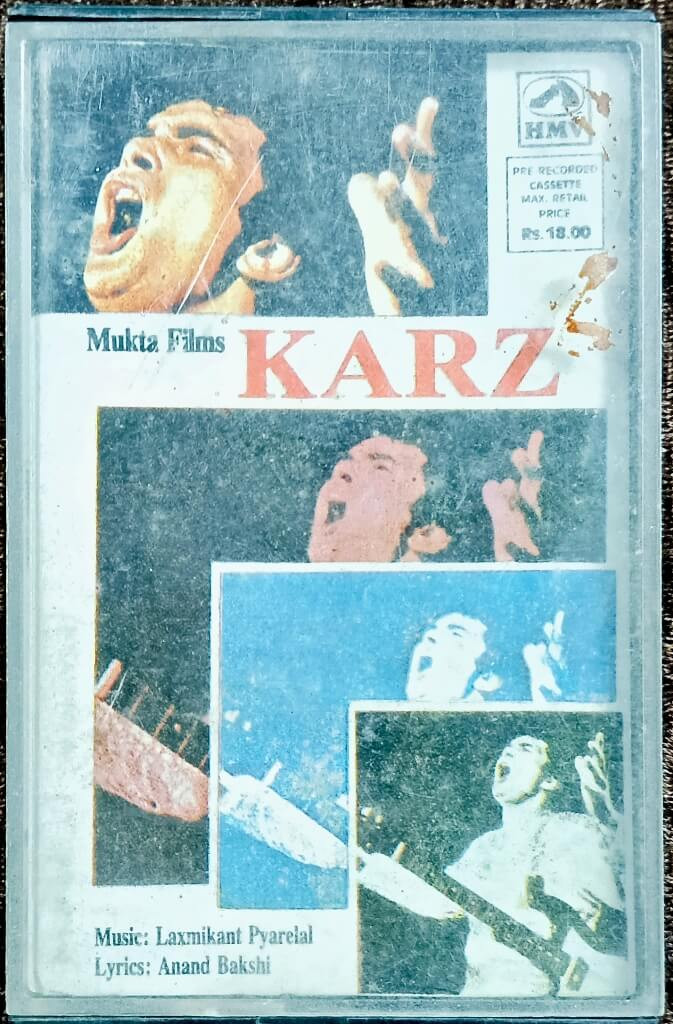 HMV
PRE RECORDED
CASSETTE
MAX. RETAIL
PRICE
Rs. 18.00
Mukta Films KARZ
Music: Laxmikant Pyarelal
Lyrics: Anand Bakshi